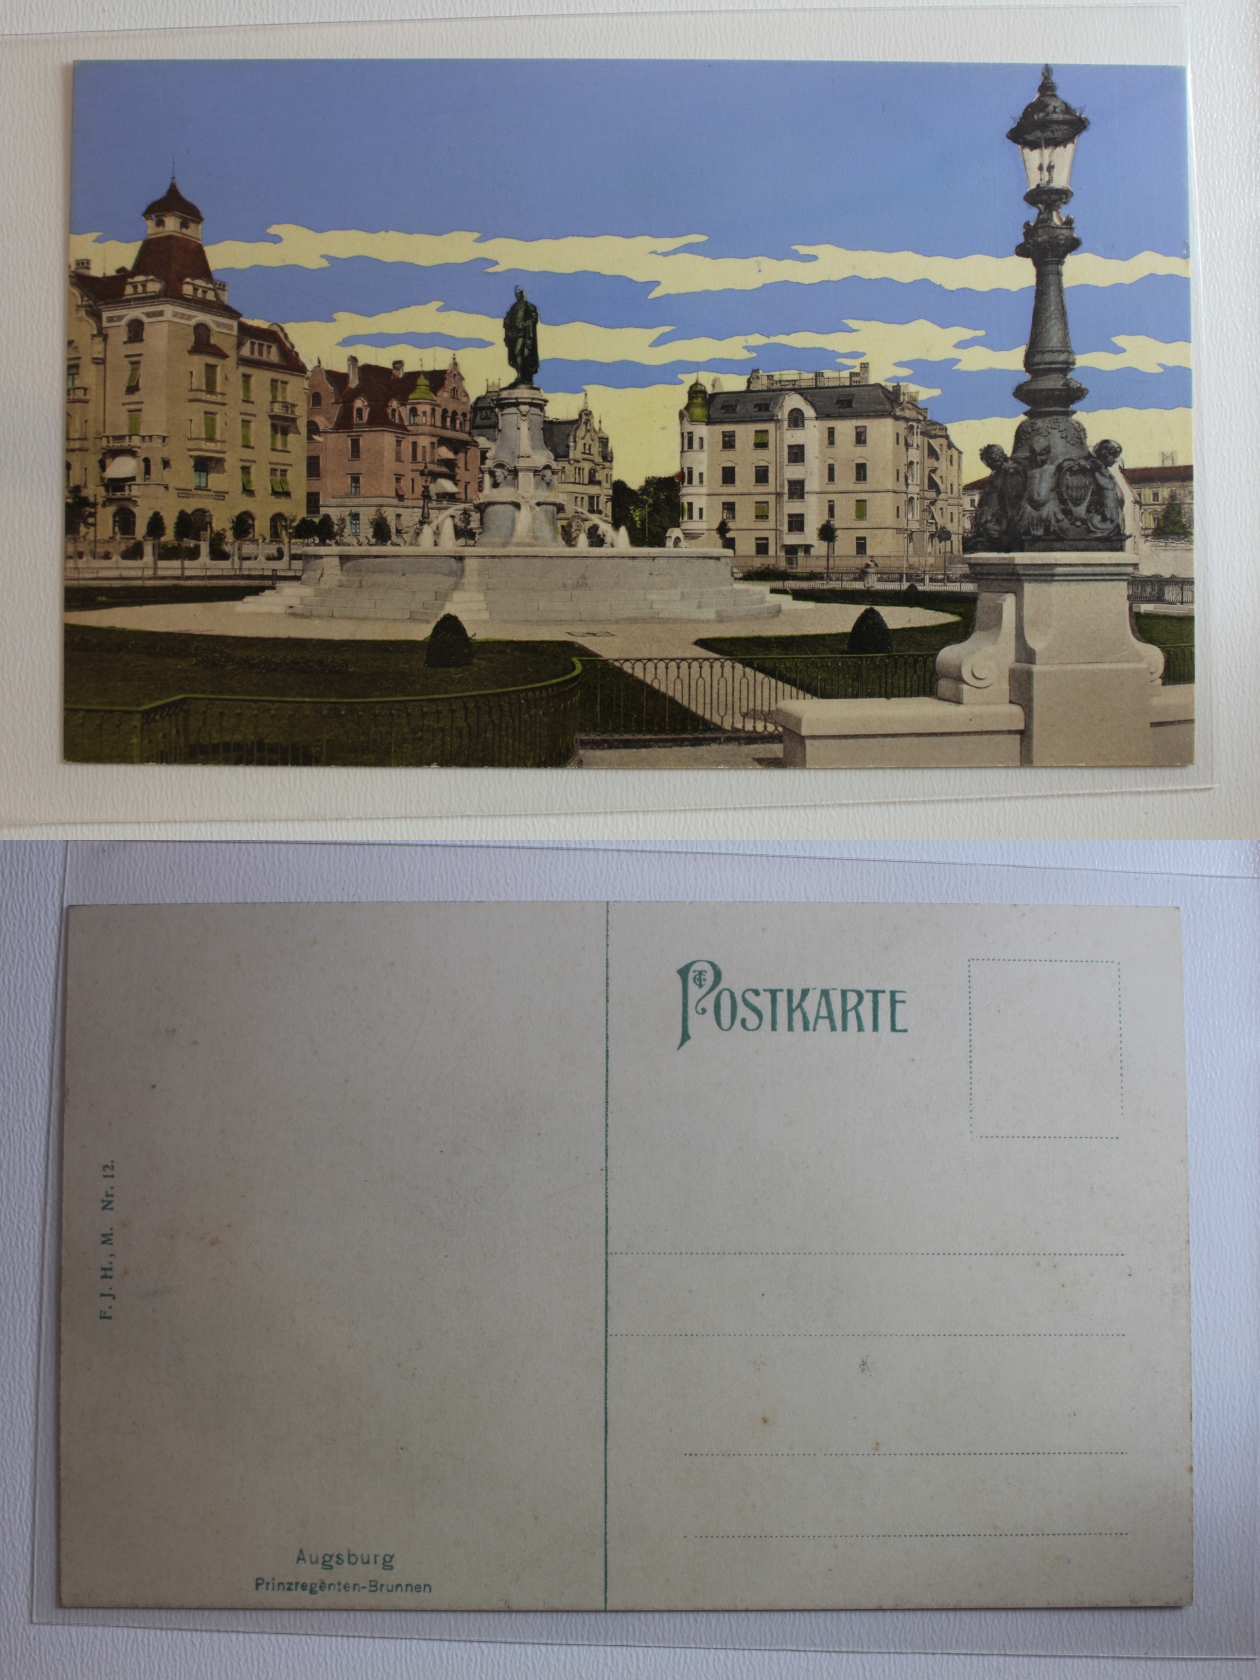 POSTKARTE
F. J. H., M. Nr. 12.
Augsburg
Prinzregenten-Brunnen